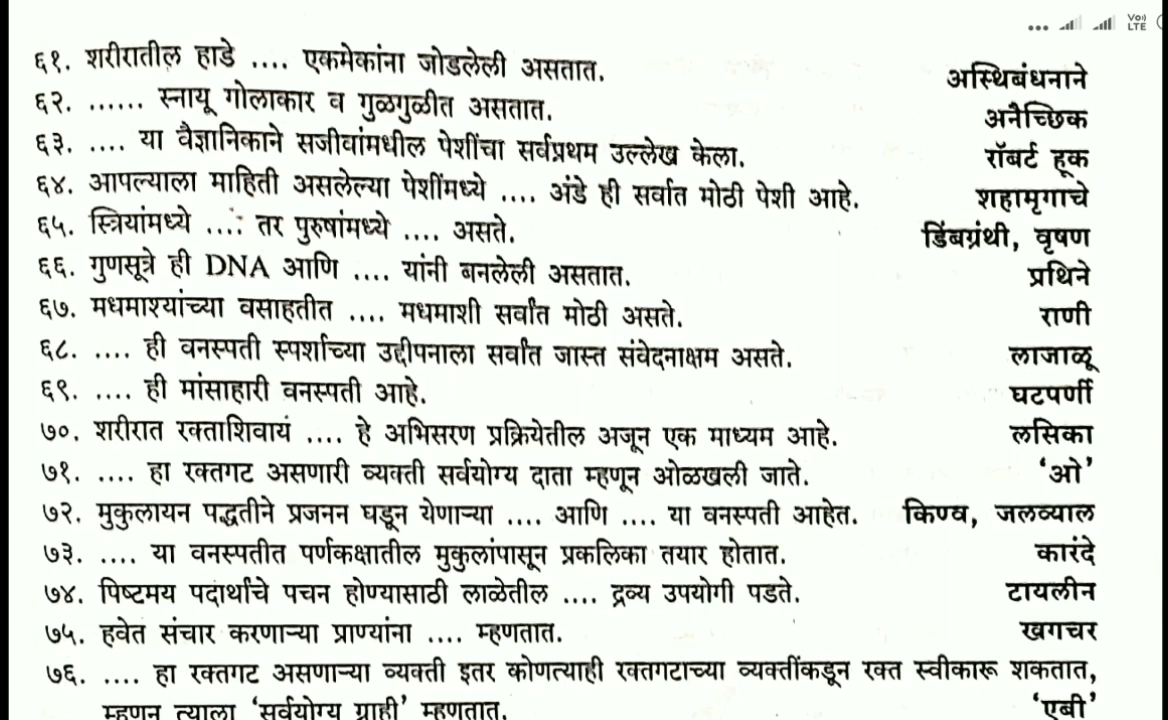 ... Vo)) LTE
६१. शरीरातील हाडे .... एकमेकांना जोडलेली असतात. अस्थिबंधनाने
६२. ...... स्नायू गोलाकार व गुळगुळीत असतात. अनैच्छिक
६३. .... या वैज्ञानिकाने सजीवांमधील पेशींचा सर्वप्रथम उल्लेख केला. रॉबर्ट हूक
६४. आपल्याला माहिती असलेल्या पेशींमध्ये .... अंडे ही सर्वात मोठी पेशी आहे. शहामृगाचे
६५. स्त्रियांमध्ये .... तर पुरुषांमध्ये .... असते. डिंबग्रंथी, वृषण
६६. गुणसूत्रे ही DNA आणि .... यांनी बनलेली असतात. प्रथिने
६७. मधमाश्यांच्या वसाहतीत .... मधमाशी सर्वांत मोठी असते. राणी
६८. .... ही वनस्पती स्पर्शाच्या उद्दीपनाला सर्वांत जास्त संवेदनाक्षम असते. लाजाळू
६९. .... ही मांसाहारी वनस्पती आहे. घटपर्णी
७०. शरीरात रक्ताशिवायं .... हे अभिसरण प्रक्रियेतील अजून एक माध्यम आहे. लसिका
७१. .... हा रक्तगट असणारी व्यक्ती सर्वयोग्य दाता म्हणून ओळखली जाते. ‘ओ’
७२. मुकुलायन पद्धतीने प्रजनन घडून येणाऱ्या .... आणि .... या वनस्पती आहेत. किण्व, जलव्याल
७३. .... या वनस्पतीत पर्णकक्षातील मुकुलांपासून प्रकलिका तयार होतात. कारंदे
७४. पिष्टमय पदार्थांचे पचन होण्यासाठी लाळेतील .... द्रव्य उपयोगी पडते. टायलीन
७५. हवेत संचार करणाऱ्या प्राण्यांना .... म्हणतात. खगचर
७६. .... हा रक्तगट असणाऱ्या व्यक्ती इतर कोणत्याही रक्तगटाच्या व्यक्तींकडून रक्त स्वीकारू शकतात,
म्हणून त्याला ‘सर्वयोग्य ग्राही’ म्हणतात. ‘एबी’